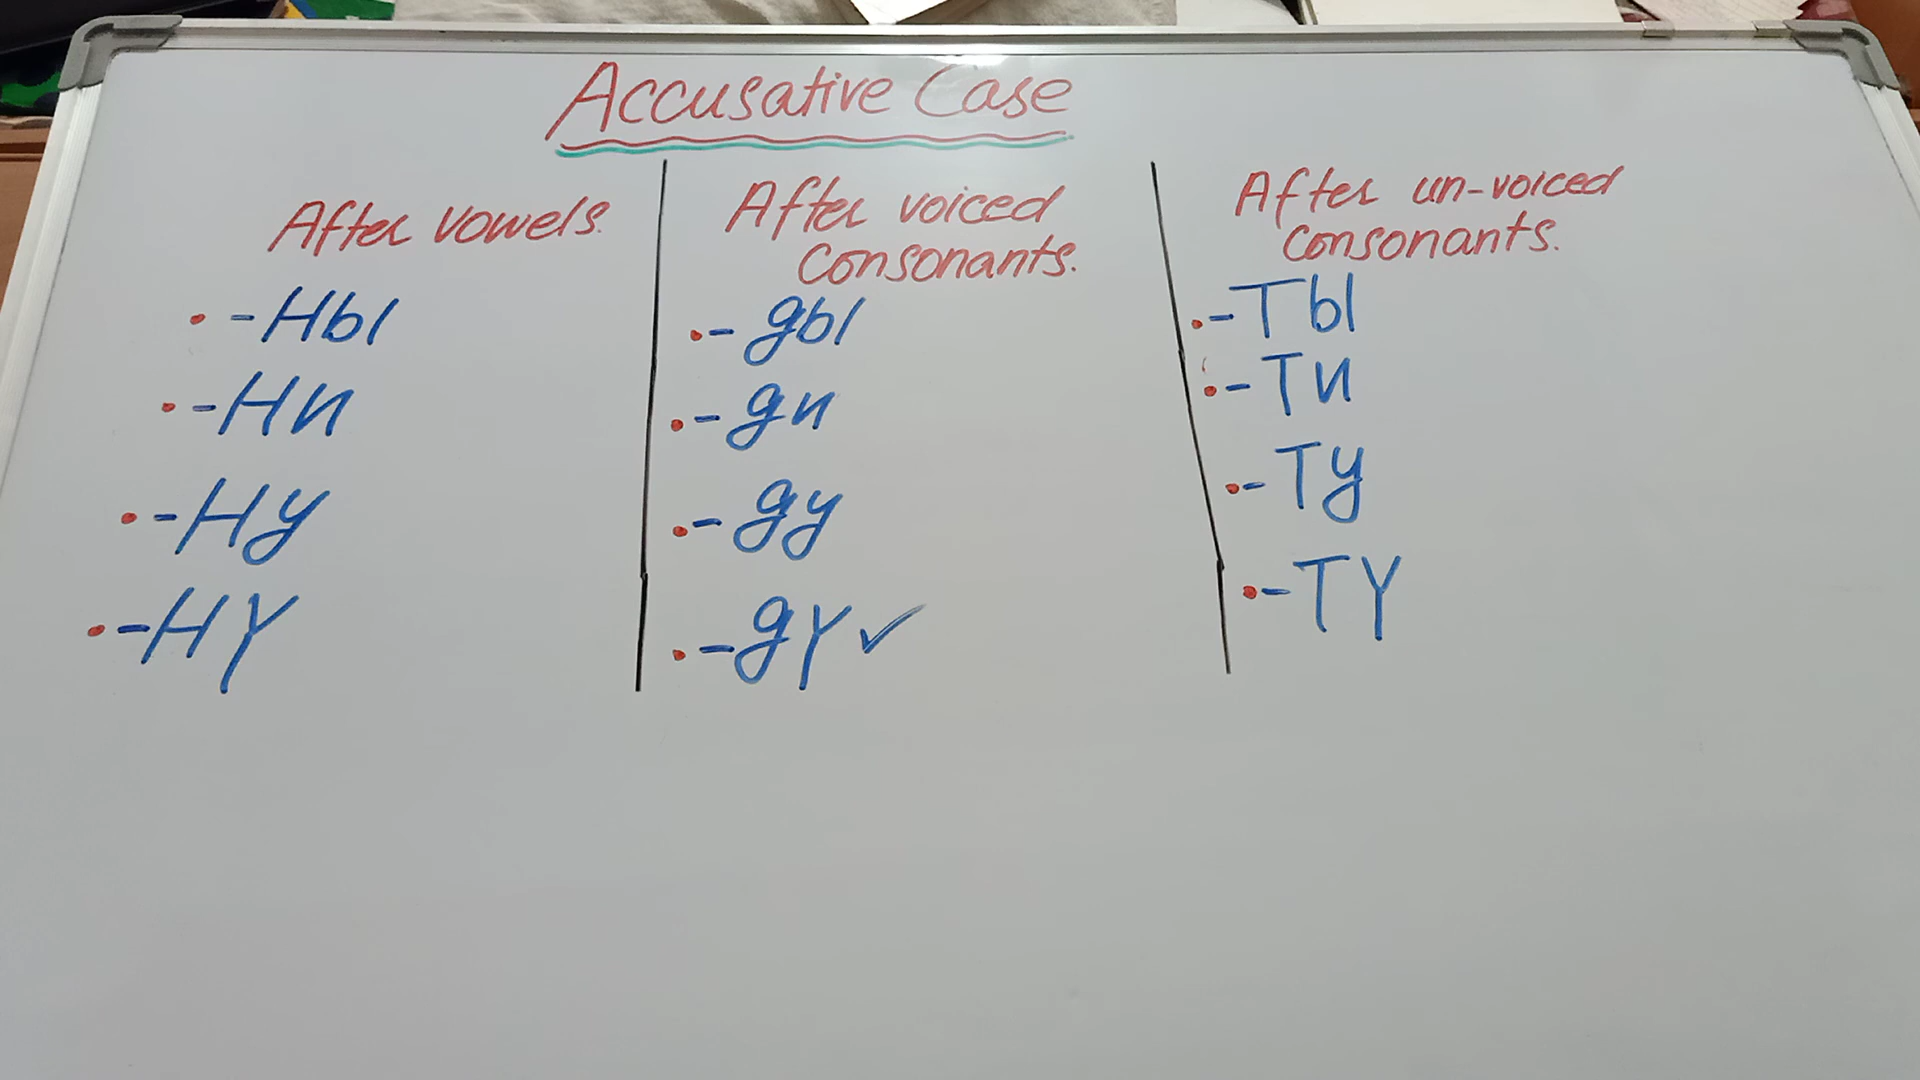 Accusative Case
After vowels.
• -Ны
• -Ни
• -Ну
• -НҮ
After voiced
consonants.
• -ды
• -ди
• -ду
• -дү ✓
After un-voiced
consonants.
• -Ты
• -Ти
• -Ту
• -ТҮ